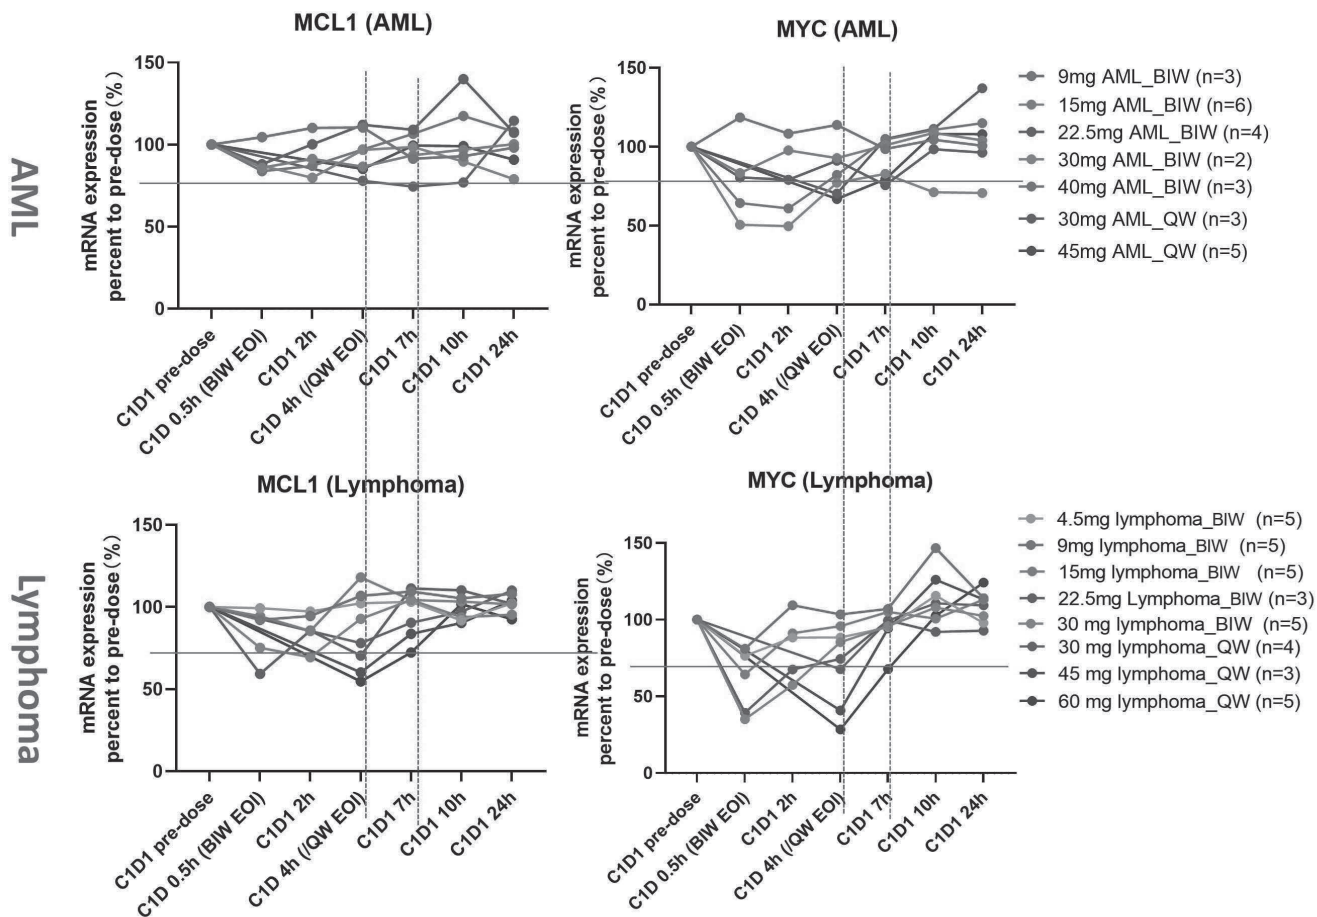 MCL1 (AML)
mRNA expression
percent to pre-dose (%)
150
100
50
0
C1D1 pre-dose
C1D 0.5h (BIW EOI)
C1D1 2h
C1D 4h (/QW EOI)
C1D1 7h
C1D1 10h
C1D1 24h
MYC (AML)
mRNA expression
percent to pre-dose (%)
150
100
50
0
C1D1 pre-dose
C1D 0.5h (BIW EOI)
C1D1 2h
C1D 4h (/QW EOI)
C1D1 7h
C1D1 10h
C1D1 24h
9mg AML_BIW (n=3)
15mg AML_BIW (n=6)
22.5mg AML_BIW (n=4)
30mg AML_BIW (n=2)
40mg AML_BIW (n=3)
30mg AML_QW (n=3)
45mg AML_QW (n=5)
AML
MCL1 (Lymphoma)
mRNA expression
percent to pre-dose (%)
150
100
50
0
C1D1 pre-dose
C1D 0.5h (BIW EOI)
C1D1 2h
C1D 4h (/QW EOI)
C1D1 7h
C1D1 10h
C1D1 24h
MYC (Lymphoma)
mRNA expression
percent to pre-dose (%)
150
100
50
0
C1D1 pre-dose
C1D 0.5h (BIW EOI)
C1D1 2h
C1D 4h (/QW EOI)
C1D1 7h
C1D1 10h
C1D1 24h
4.5mg lymphoma_BIW (n=5)
9mg lymphoma_BIW (n=5)
15mg lymphoma_BIW (n=5)
22.5mg Lymphoma_BIW (n=3)
30 mg lymphoma_BIW (n=5)
30 mg lymphoma_QW (n=4)
45 mg lymphoma_QW (n=3)
60 mg lymphoma_QW (n=5)
Lymphoma